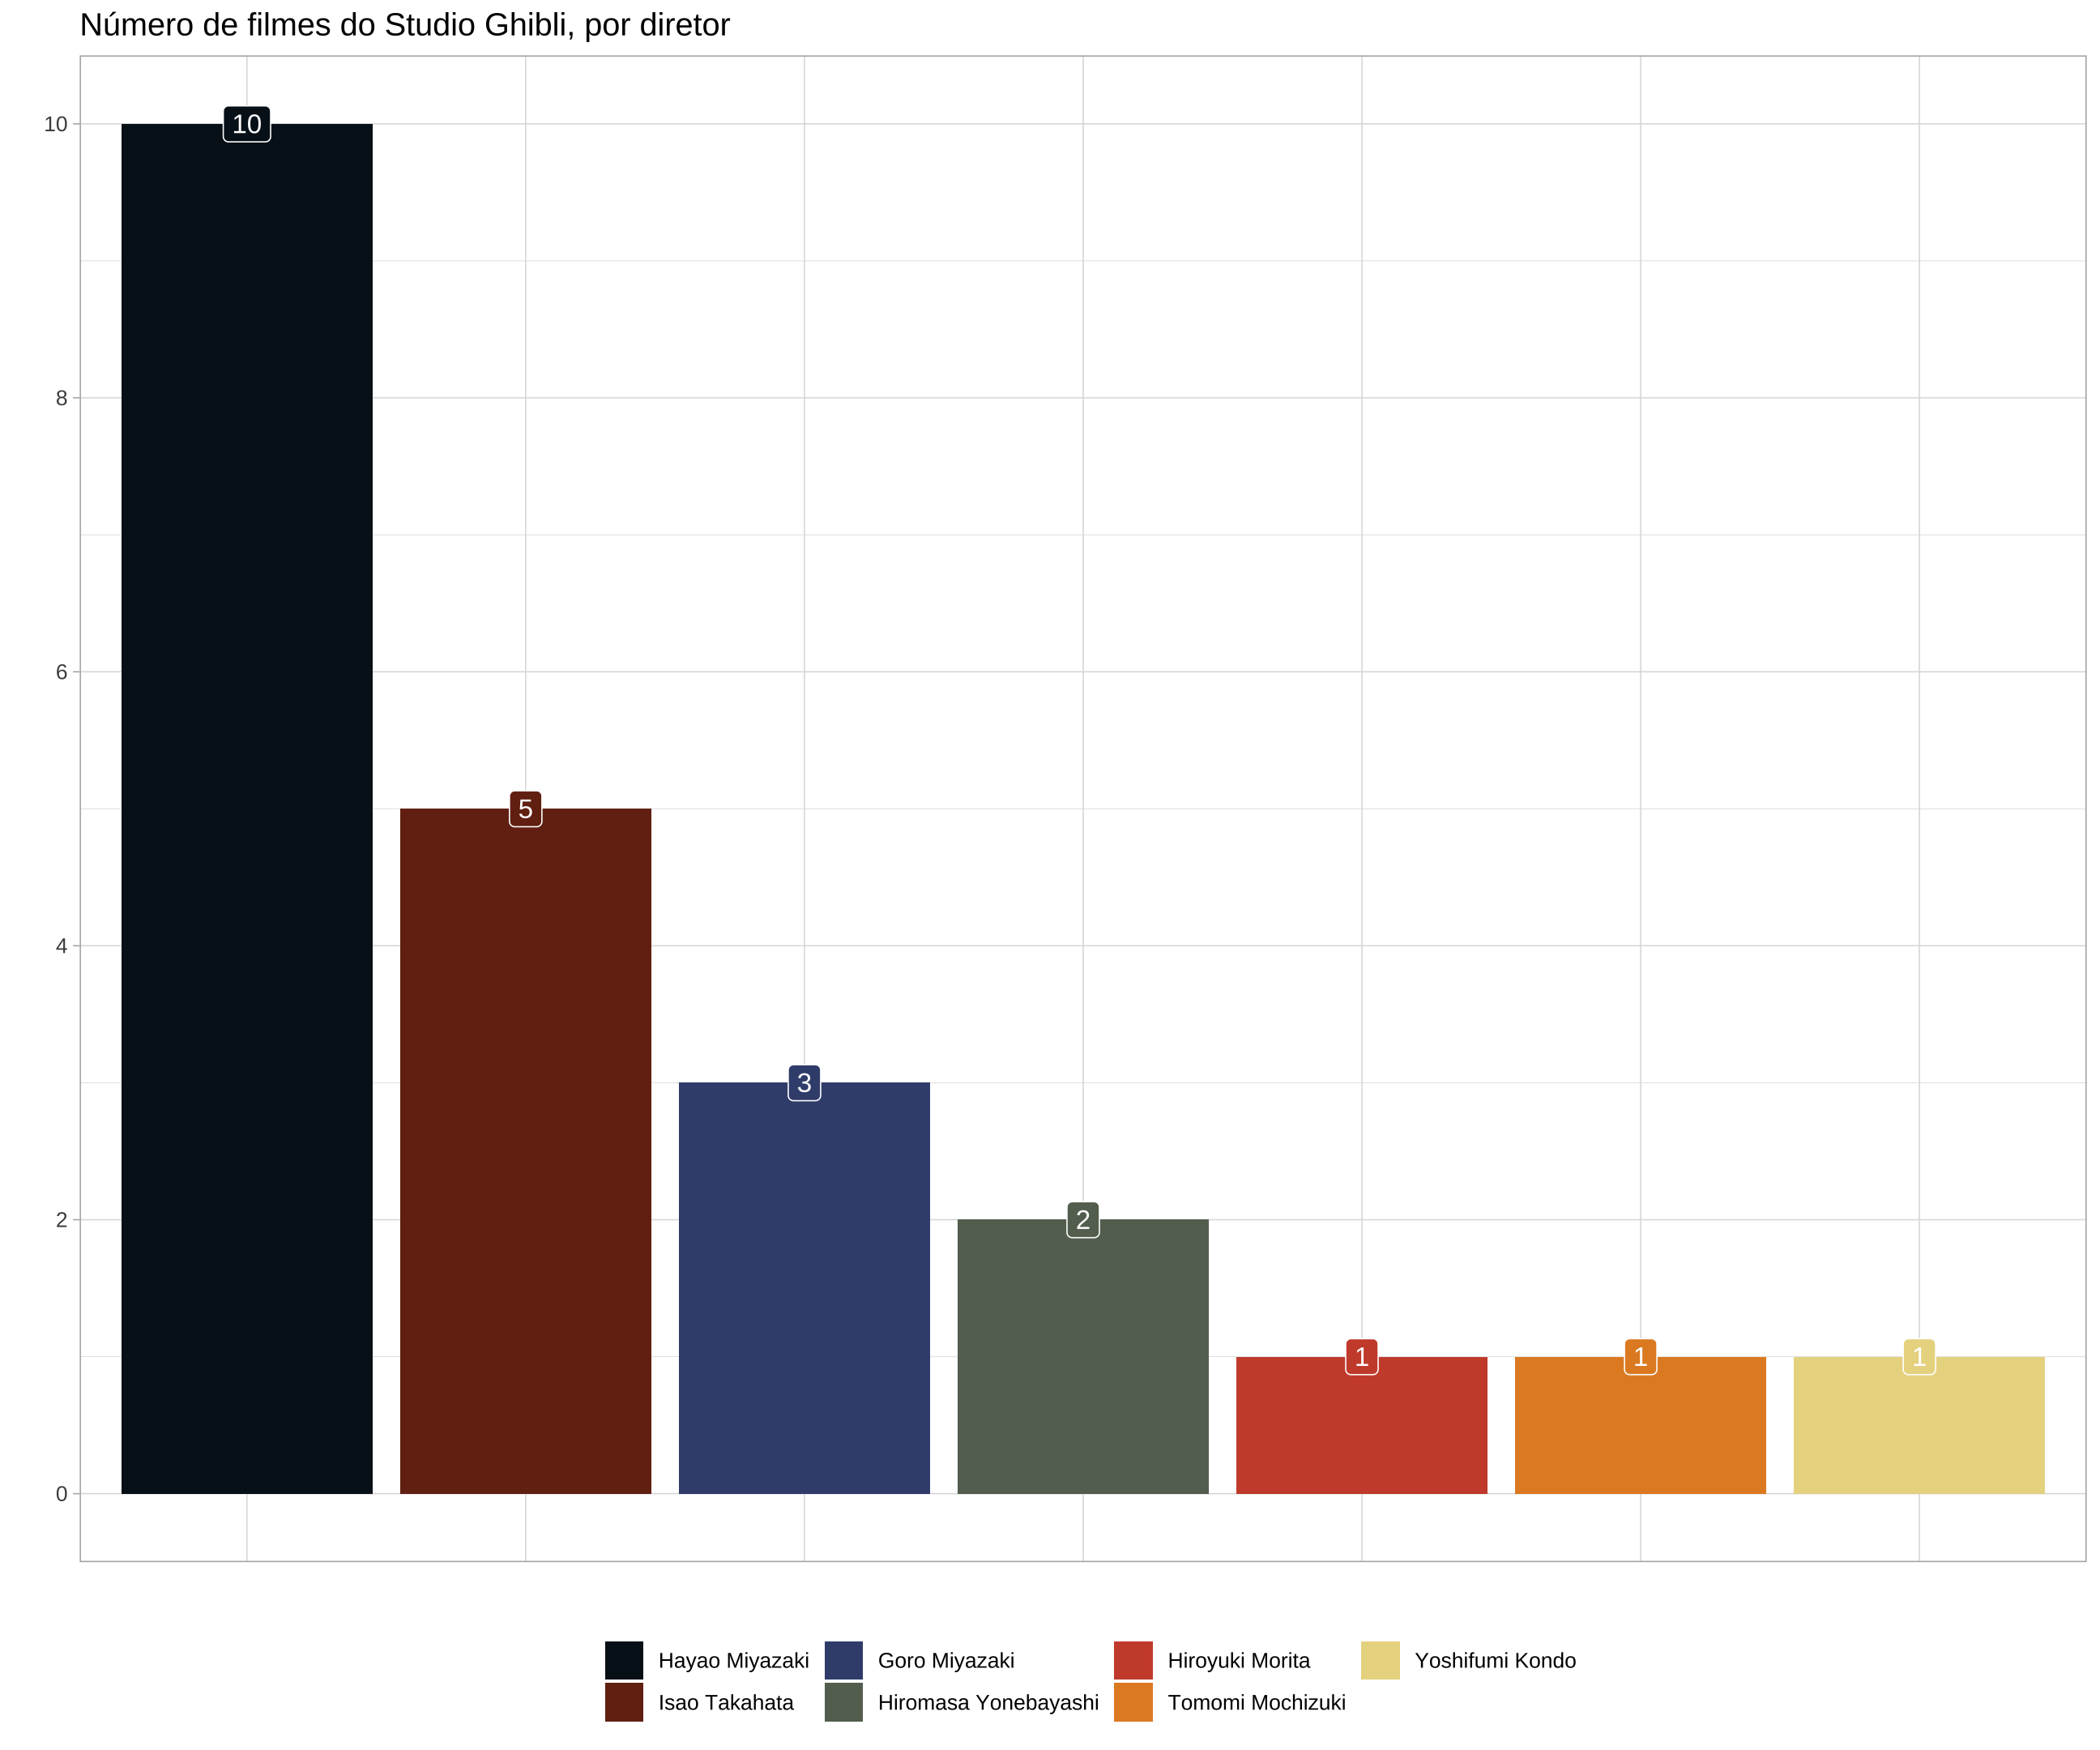 Número de filmes do Studio Ghibli, por diretor
10
8
6
4
2
0
10
5
3
2
1
1
1
Hayao Miyazaki
Goro Miyazaki
Hiroyuki Morita
Yoshifumi Kondo
Isao Takahata
Hiromasa Yonebayashi
Tomomi Mochizuki